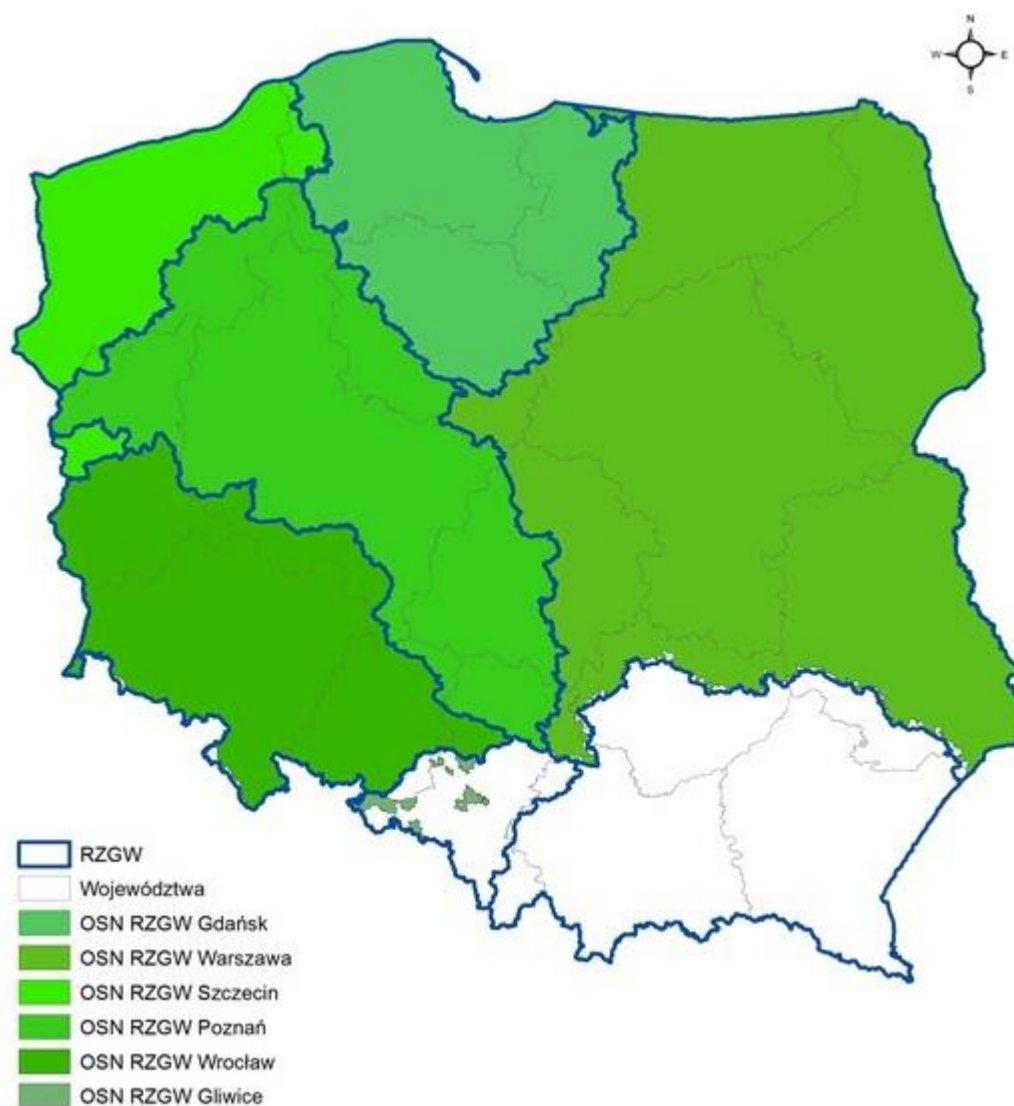 N
W E
S
RZGW
Województwa
OSN RZGW Gdańsk
OSN RZGW Warszawa
OSN RZGW Szczecin
OSN RZGW Poznań
OSN RZGW Wrocław
OSN RZGW Gliwice